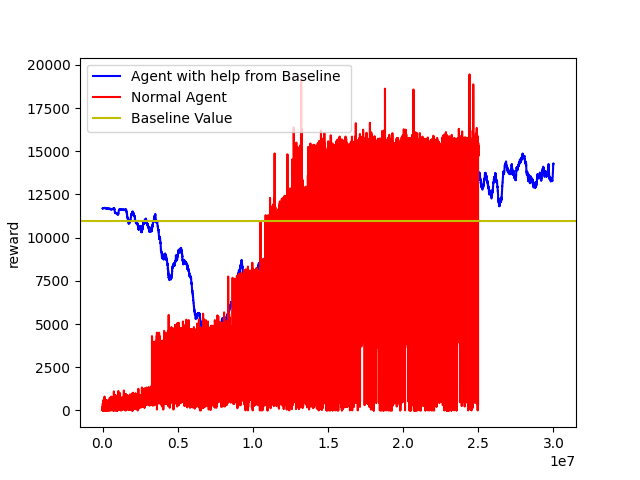 20000
17500
15000
12500
10000
7500
5000
2500
0
reward
Agent with help from Baseline
Normal Agent
Baseline Value
0.0 0.5 1.0 1.5 2.0 2.5 3.0
1e7